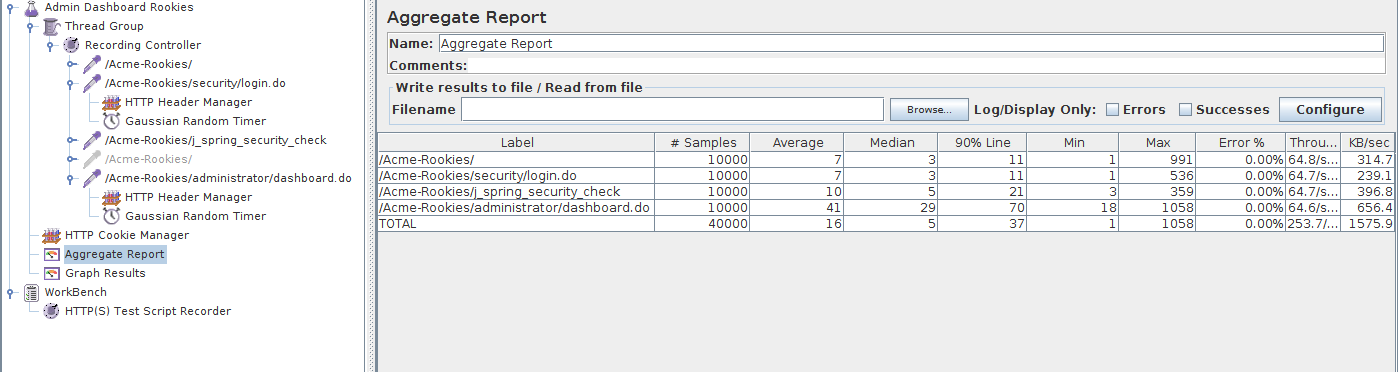 Admin Dashboard Rookies
Thread Group
Recording Controller
/Acme-Rookies/
/Acme-Rookies/security/login.do
HTTP Header Manager
Gaussian Random Timer
/Acme-Rookies/j_spring_security_check
/Acme-Rookies/
/Acme-Rookies/administrator/dashboard.do
HTTP Header Manager
Gaussian Random Timer
HTTP Cookie Manager
Aggregate Report
Graph Results
WorkBench
HTTP(S) Test Script Recorder
Aggregate Report
Name: Aggregate Report
Comments:
Write results to file / Read from file
Filename Browse... Log/Display Only: Errors Successes Configure
Label # Samples Average Median 90% Line Min Max Error % Throu... KB/sec
/Acme-Rookies/ 10000 7 3 11 1 991 0.00% 64.8/s... 314.7
/Acme-Rookies/security/login.do 10000 7 3 11 1 536 0.00% 64.7/s... 239.1
/Acme-Rookies/j_spring_security_check 10000 10 5 21 3 359 0.00% 64.7/s... 396.8
/Acme-Rookies/administrator/dashboard.do 10000 41 29 70 18 1058 0.00% 64.6/s... 656.4
TOTAL 40000 16 5 37 1 1058 0.00% 253.7/... 1575.9